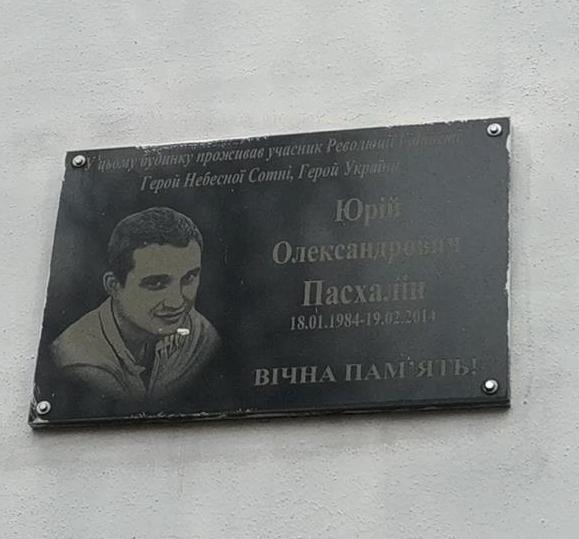 У цьому будинку проживав учасник Революції Гідності
Герой Небесної Сотні, Герой України
Юрій
Олександрович
Пасхалін
18.01.1984-19.02.2014
ВІЧНА ПАМ'ЯТЬ!